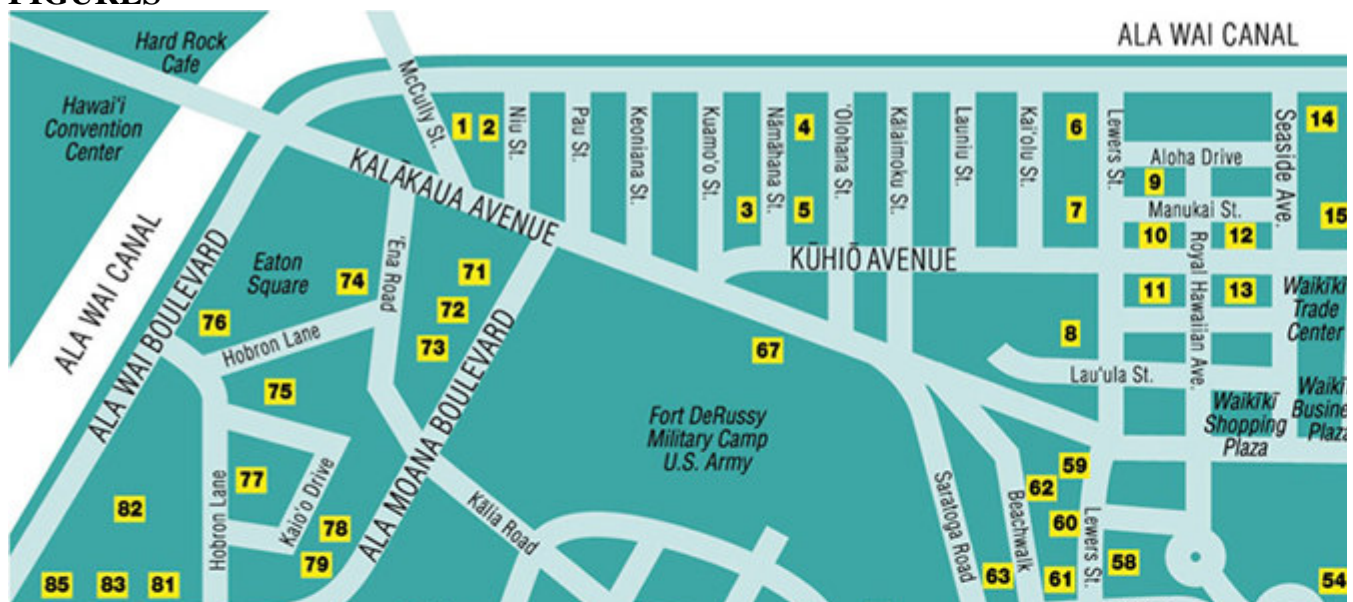 FIGURES
ALA WAI CANAL
Hard Rock
Cafe
Hawai'i
Convention
Center
McCully St.
1
2
Niu St.
Pau St.
Keoniana St.
Kuamo'o St.
Nāmāhana St.
4
'Olohana St.
Kālaimoku St.
Launiu St.
Kai'olu St.
6
Lewers St.
Aloha Drive
Seaside Ave.
14
KALĀKAUA AVENUE
3
5
7
9
Manukai St.
15
10
12
Royal Hawaiian Ave.
KŪHIŌ AVENUE
ALA WAI CANAL
ALA WAI BOULEVARD
Eaton
Square
74
'Ena Road
71
72
73
76
Hobron Lane
11
13
Waikīkī
Trade
Center
67
8
Lau'ula St.
75
ALA MOANA BOULEVARD
Fort DeRussy
Military Camp
U.S. Army
Waikīkī
Shopping
Plaza
Waikīkī
Busine
Plaza
77
Kaio'o Drive
Hobron Lane
82
78
79
Kālia Road
Saratoga Road
Beachwalk
59
62
60
Lewers St.
58
85
83
81
63
61
54